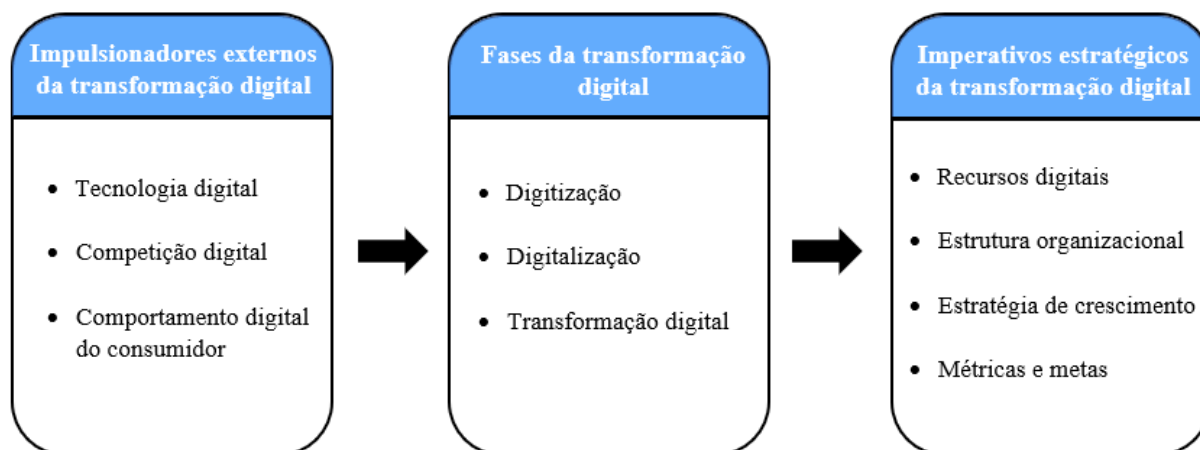 Impulsionadores externos
da transformação digital
• Tecnologia digital
• Competição digital
• Comportamento digital
do consumidor
Fases da transformação
digital
• Digitização
• Digitalização
• Transformação digital
Imperativos estratégicos
da transformação digital
• Recursos digitais
• Estrutura organizacional
• Estratégia de crescimento
• Métricas e metas